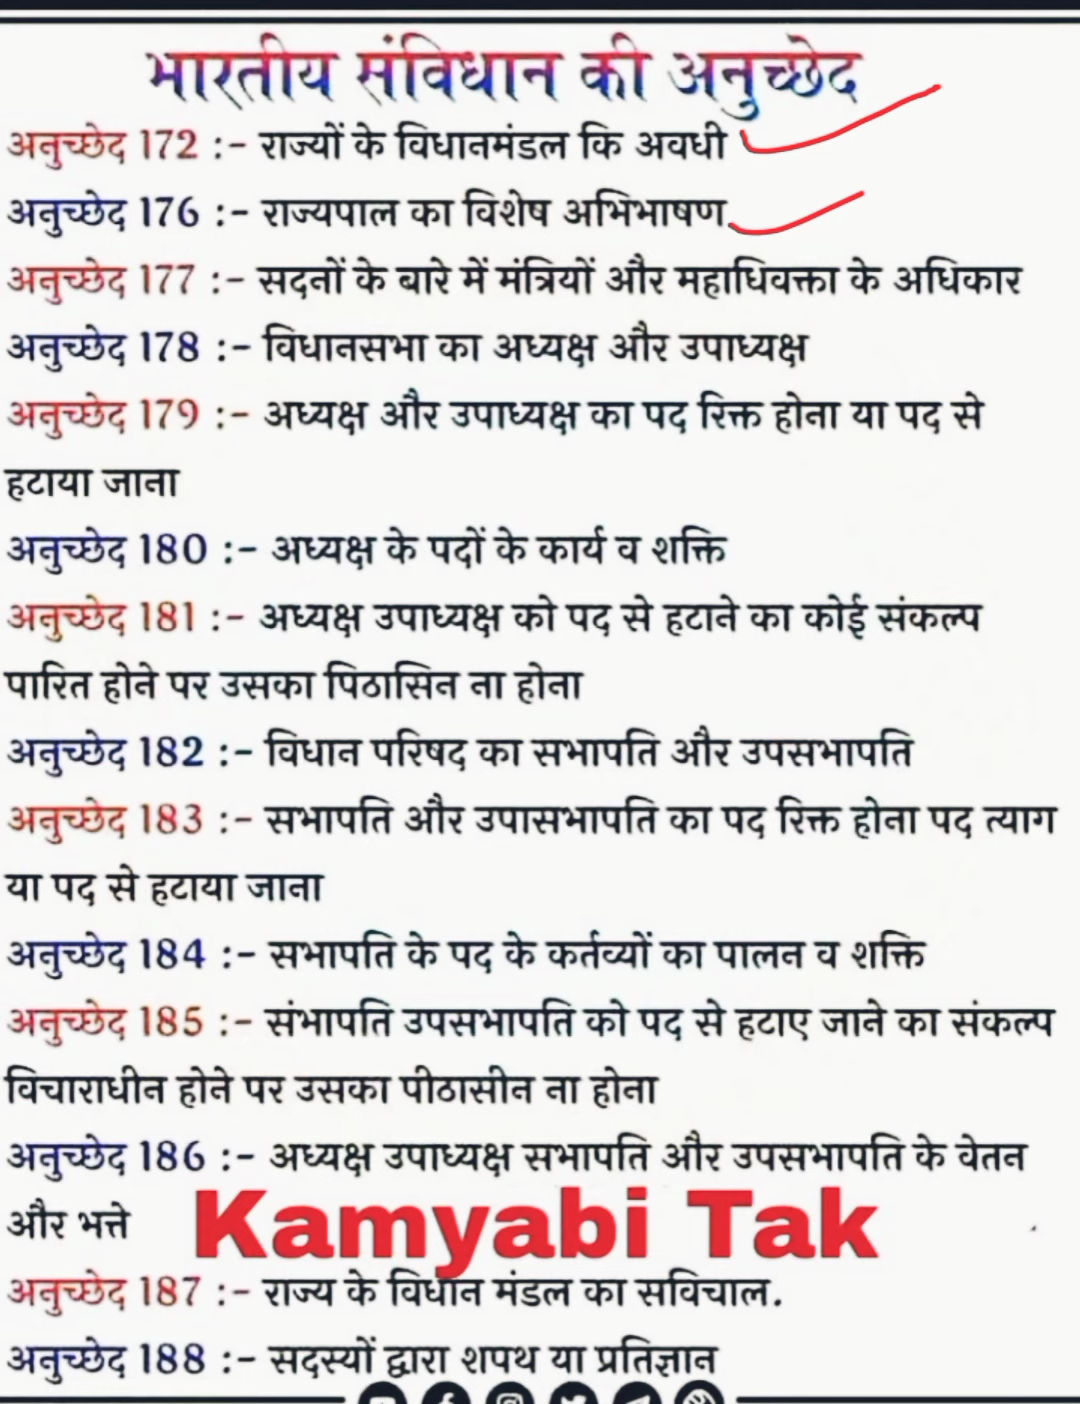 भारतीय संविधान की अनुच्छेद
अनुच्छेद 172 :- राज्यों के विधानमंडल कि अवधी
अनुच्छेद 176 :- राज्यपाल का विशेष अभिभाषण
अनुच्छेद 177 :- सदनों के बारे में मंत्रियों और महाधिवक्ता के अधिकार
अनुच्छेद 178 :- विधानसभा का अध्यक्ष और उपाध्यक्ष
अनुच्छेद 179 :- अध्यक्ष और उपाध्यक्ष का पद रिक्त होना या पद से
हटाया जाना
अनुच्छेद 180 :- अध्यक्ष के पदों के कार्य व शक्ति
अनुच्छेद 181 :- अध्यक्ष उपाध्यक्ष को पद से हटाने का कोई संकल्प
पारित होने पर उसका पिठासिन ना होना
अनुच्छेद 182 :- विधान परिषद का सभापति और उपसभापति
अनुच्छेद 183 :- सभापति और उपासभापति का पद रिक्त होना पद त्याग
या पद से हटाया जाना
अनुच्छेद 184 :- सभापति के पद के कर्तव्यों का पालन व शक्ति
अनुच्छेद 185 :- संभापति उपसभापति को पद से हटाए जाने का संकल्प
विचाराधीन होने पर उसका पीठासीन ना होना
अनुच्छेद 186 :- अध्यक्ष उपाध्यक्ष सभापति और उपसभापति के वेतन
और भत्ते
Kamyabi Tak
अनुच्छेद 187 :- राज्य के विधान मंडल का सविचाल.
अनुच्छेद 188 :- सदस्यों द्वारा शपथ या प्रतिज्ञान